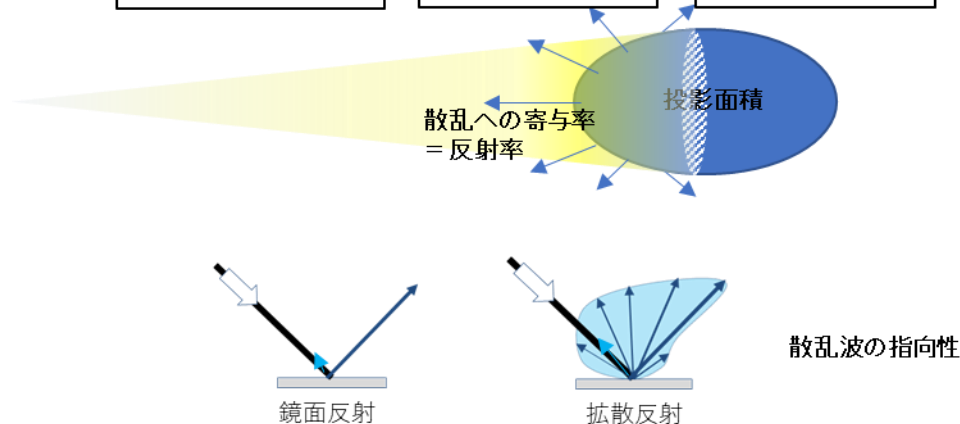 投影面積
散乱への寄与率
＝反射率
散乱波の指向性
鏡面反射
拡散反射